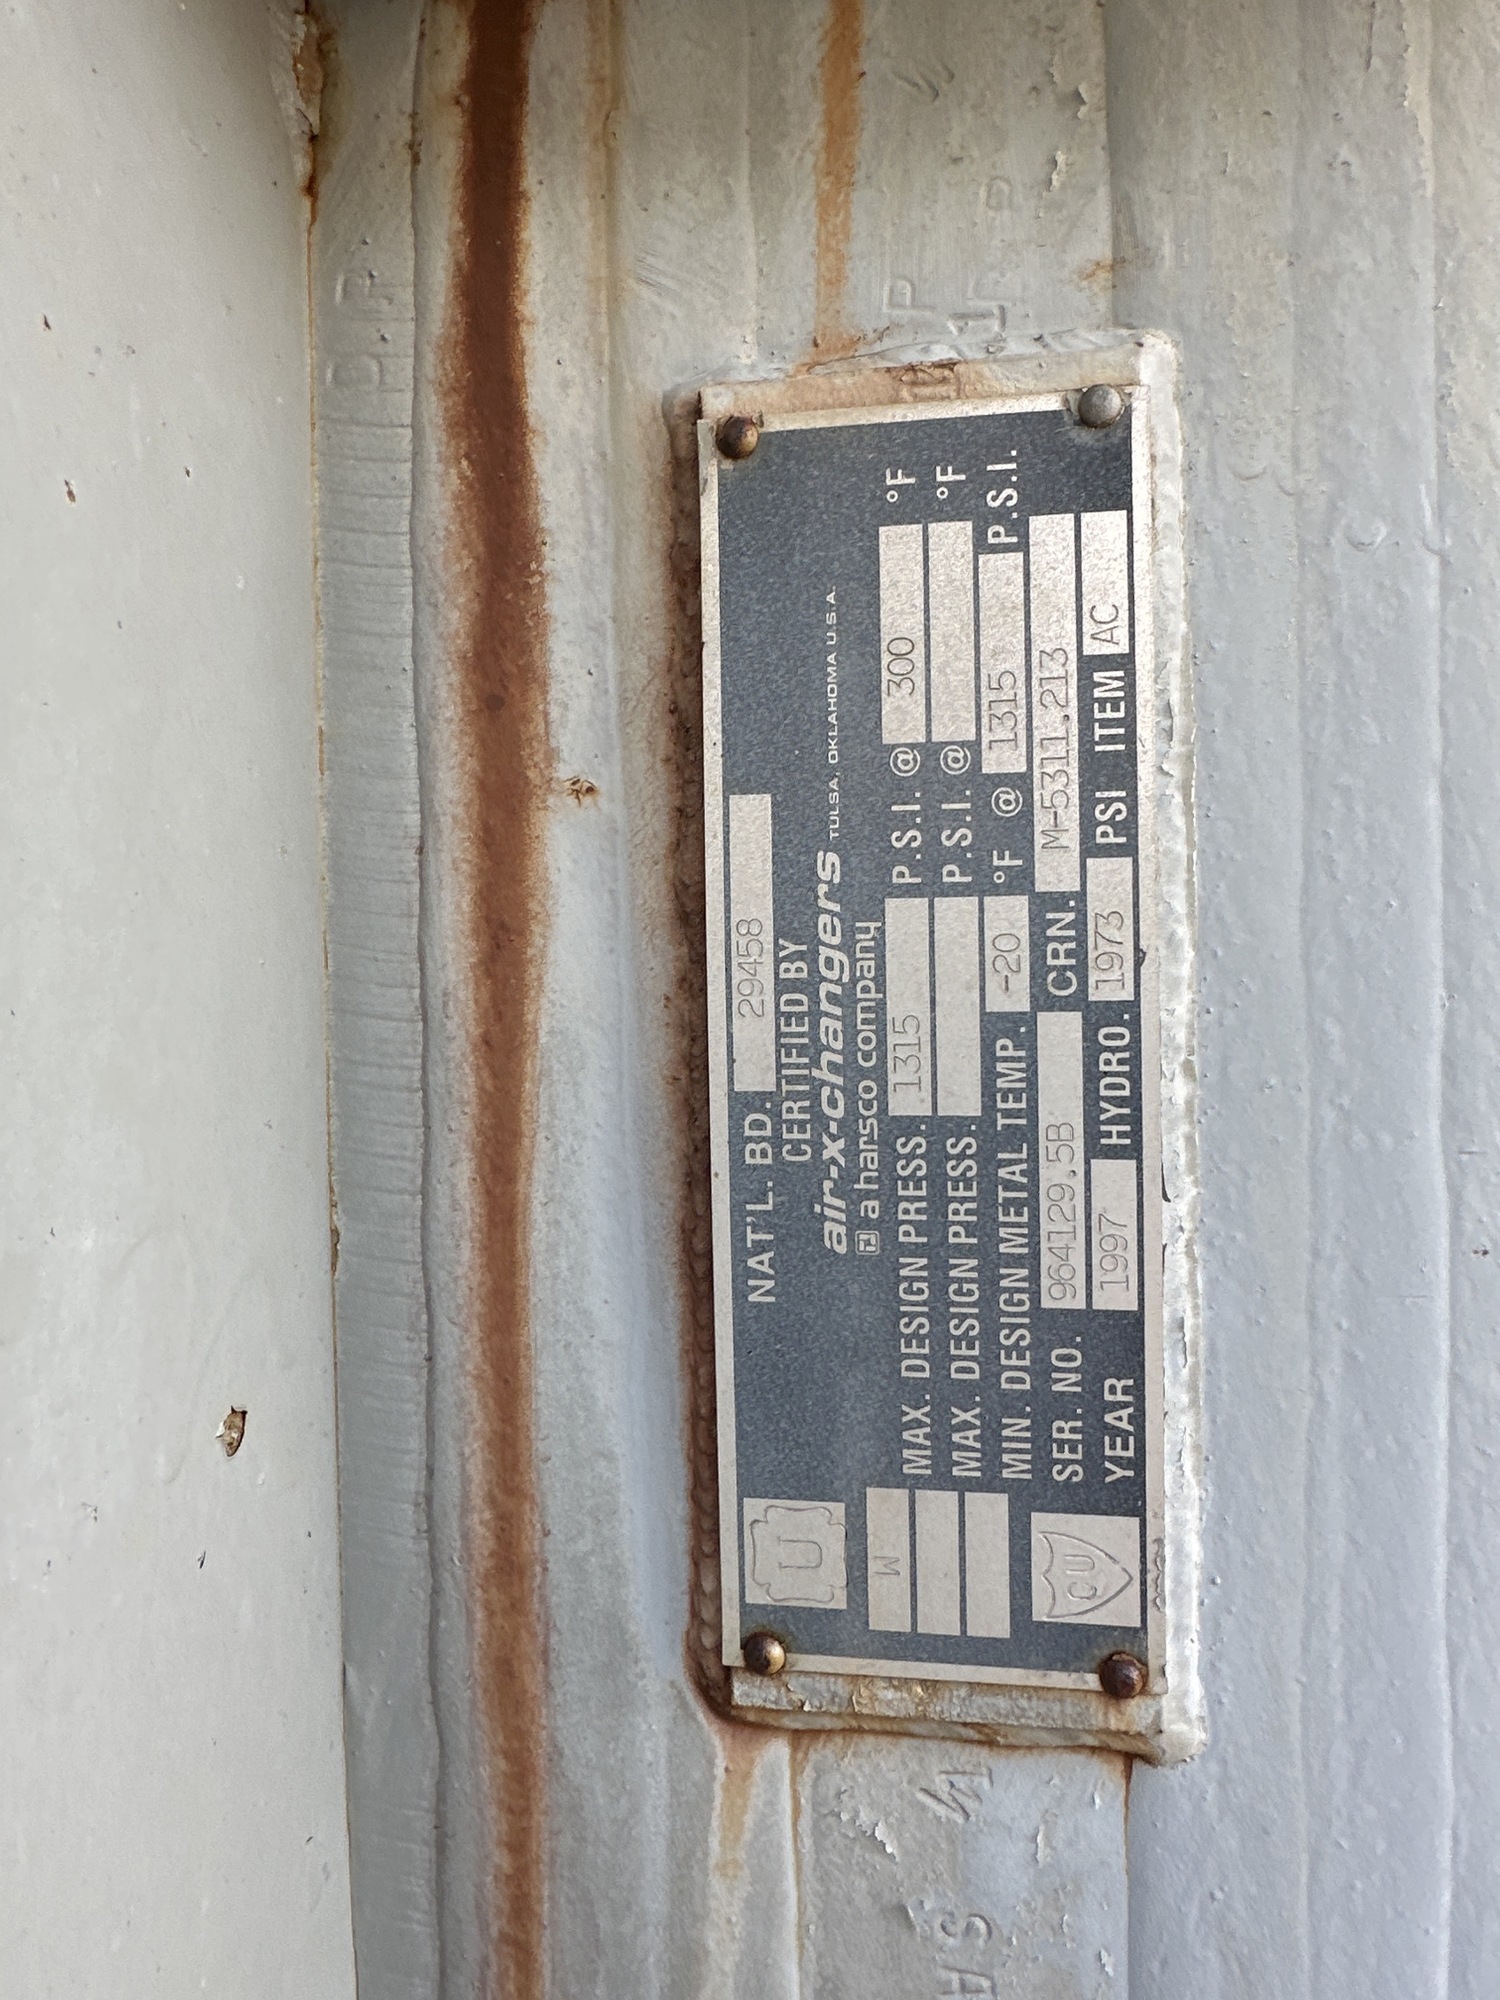 NAT'L. BD. 29458
CERTIFIED BY
air-x-changers TULSA, OKLAHOMA U.S.A.
a harsco company
U
W
MAX. DESIGN PRESS. 1315 P.S.I. @ 300 °F
MAX. DESIGN PRESS. P.S.I. @ °F
MIN. DESIGN METAL TEMP. -20 °F @ 1315 P.S.I.
SER. NO. 964129.5B CRN. M-5311.213
YEAR 1997 HYDRO. 1973 PSI ITEM AC
CU